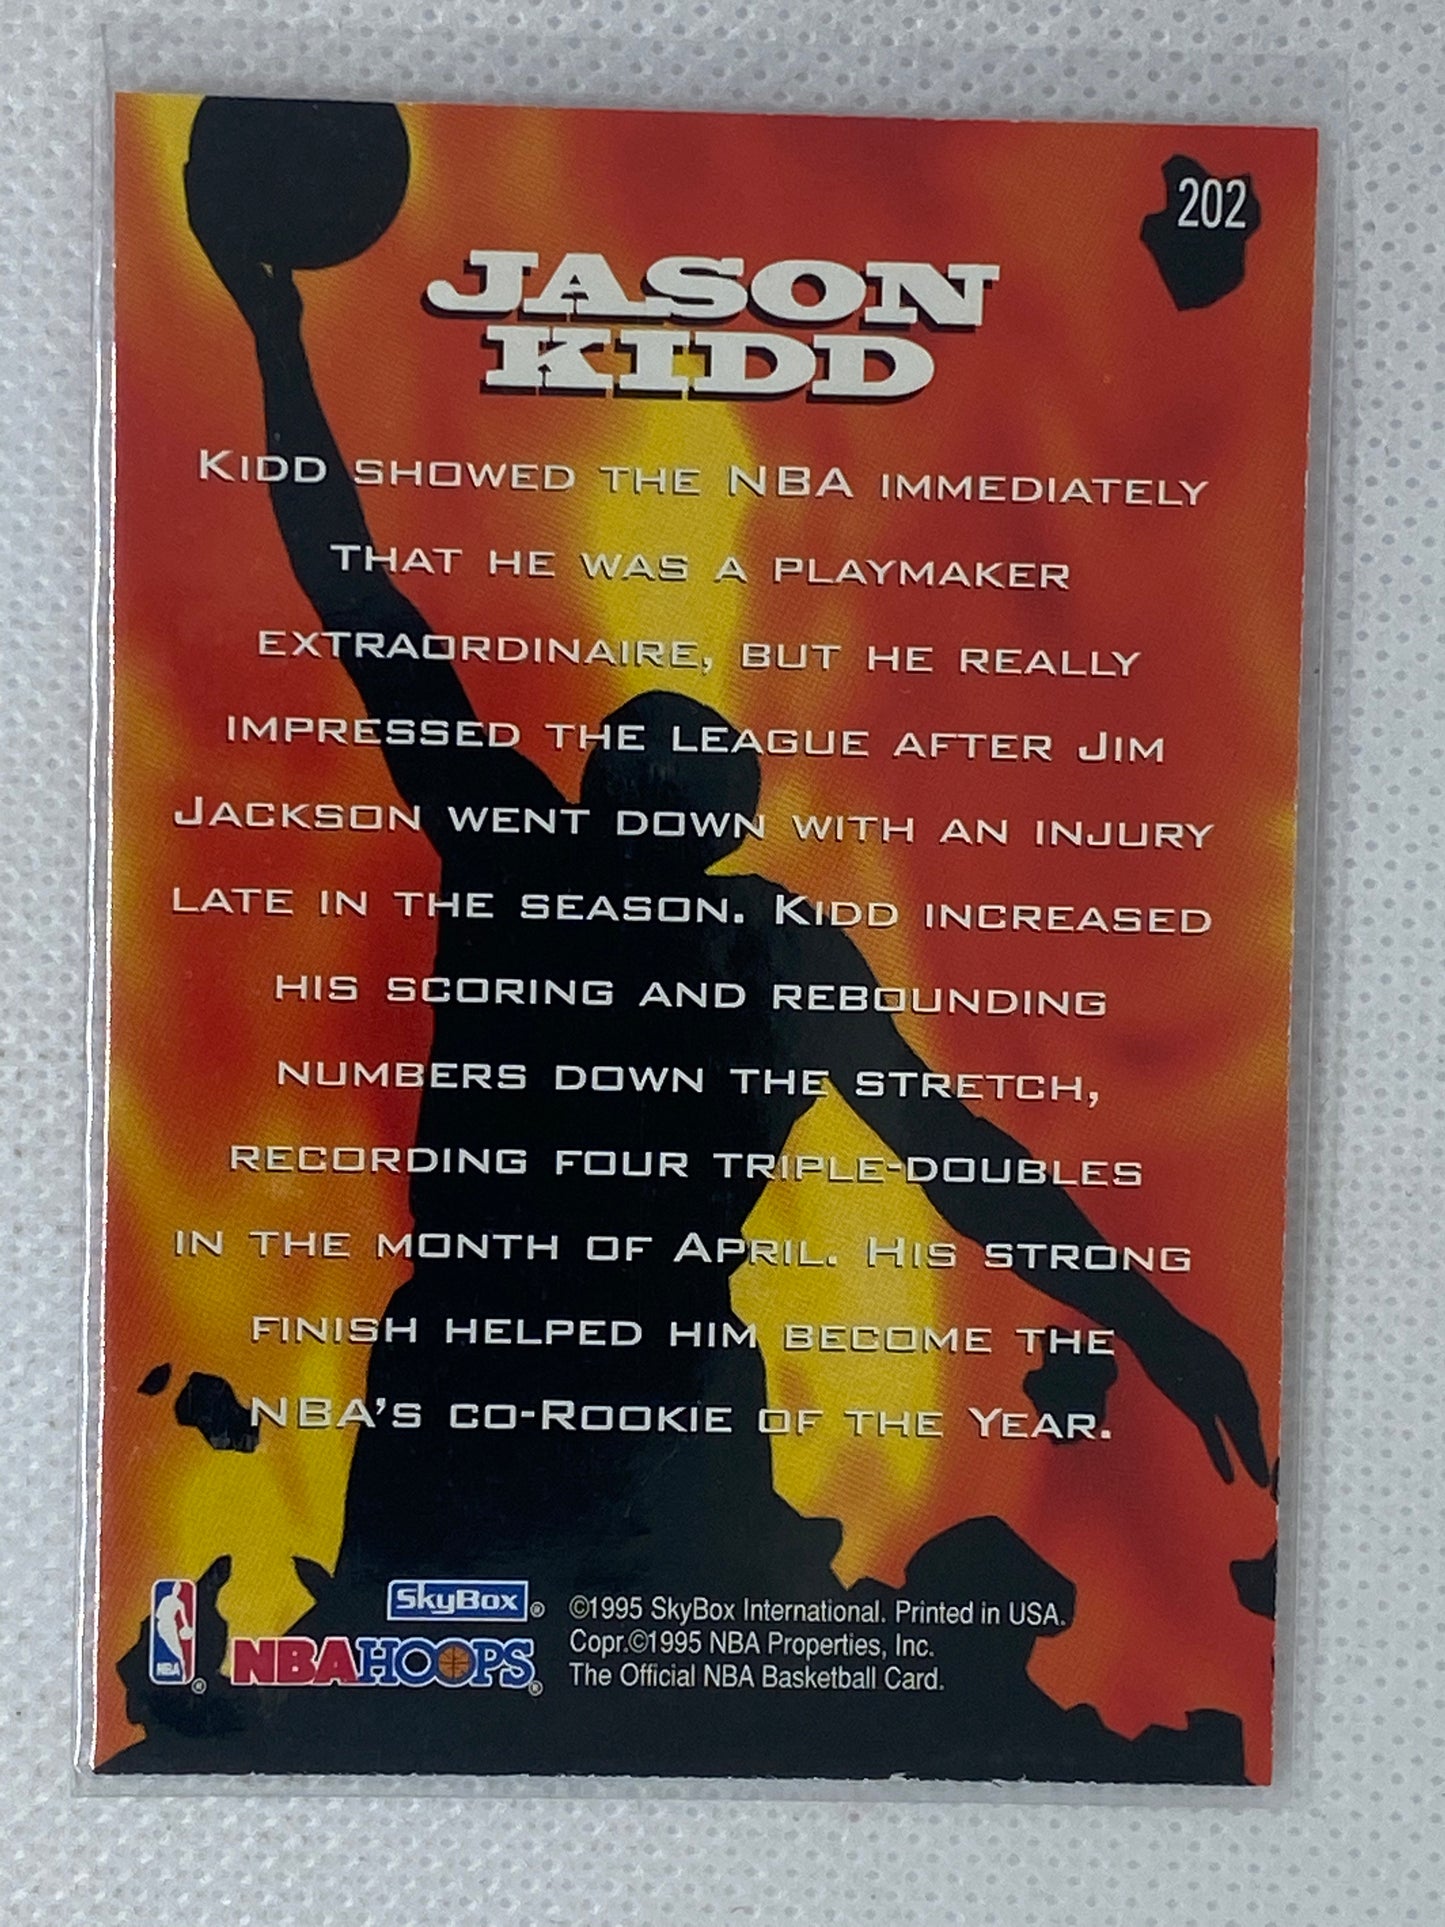 202
JASON
KIDD
KIDD SHOWED THE NBA IMMEDIATELY
THAT HE WAS A PLAYMAKER
EXTRAORDINAIRE, BUT HE REALLY
IMPRESSED THE LEAGUE AFTER JIM
JACKSON WENT DOWN WITH AN INJURY
LATE IN THE SEASON. KIDD INCREASED
HIS SCORING AND REBOUNDING
NUMBERS DOWN THE STRETCH,
RECORDING FOUR TRIPLE-DOUBLES
IN THE MONTH OF APRIL. HIS STRONG
FINISH HELPED HIM BECOME THE
NBA'S CO-ROOKIE OF THE YEAR.
NBA®
SkyBox®
NBA HOOPS®
©1995 SkyBox International. Printed in USA.
Copr.©1995 NBA Properties, Inc.
The Official NBA Basketball Card.